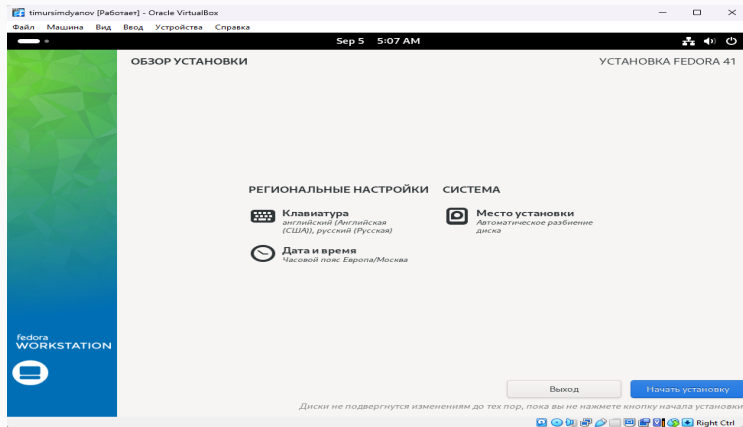 timursimdyanov [Работает] - Oracle VirtualBox
Файл Машина Вид Ввод Устройства Справка
Sep 5 5:07 AM
ОБЗОР УСТАНОВКИ
УСТАНОВКА FEDORA 41
РЕГИОНАЛЬНЫЕ НАСТРОЙКИ
СИСТЕМА
Клавиатура
английский (Английская
(США)), русский (Русская)
Место установки
Автоматическое разбиение
диска
Дата и время
Часовой пояс Европа/Москва
fedora
WORKSTATION
Выход
Начать установку
Диски не подвергнутся изменениям до тех пор, пока вы не нажмете кнопку начала установки
Right Ctrl